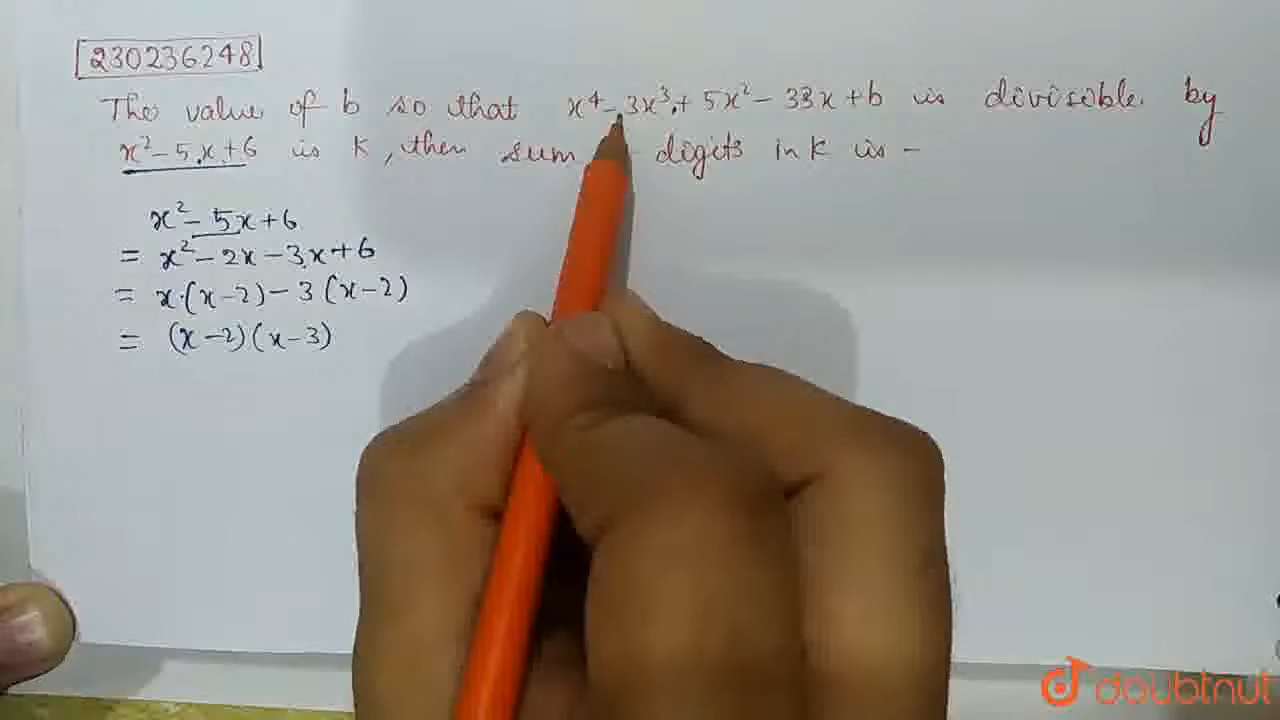 230236248
The value of b so that x⁴ - 3x³ + 5x² - 33x + b is divisible by
x² - 5x + 6 is K, then sum digits in K is -
x² - 5x + 6
= x² - 2x - 3x + 6
= x·(x-2) - 3(x-2)
= (x-2)(x-3)
doubtnut